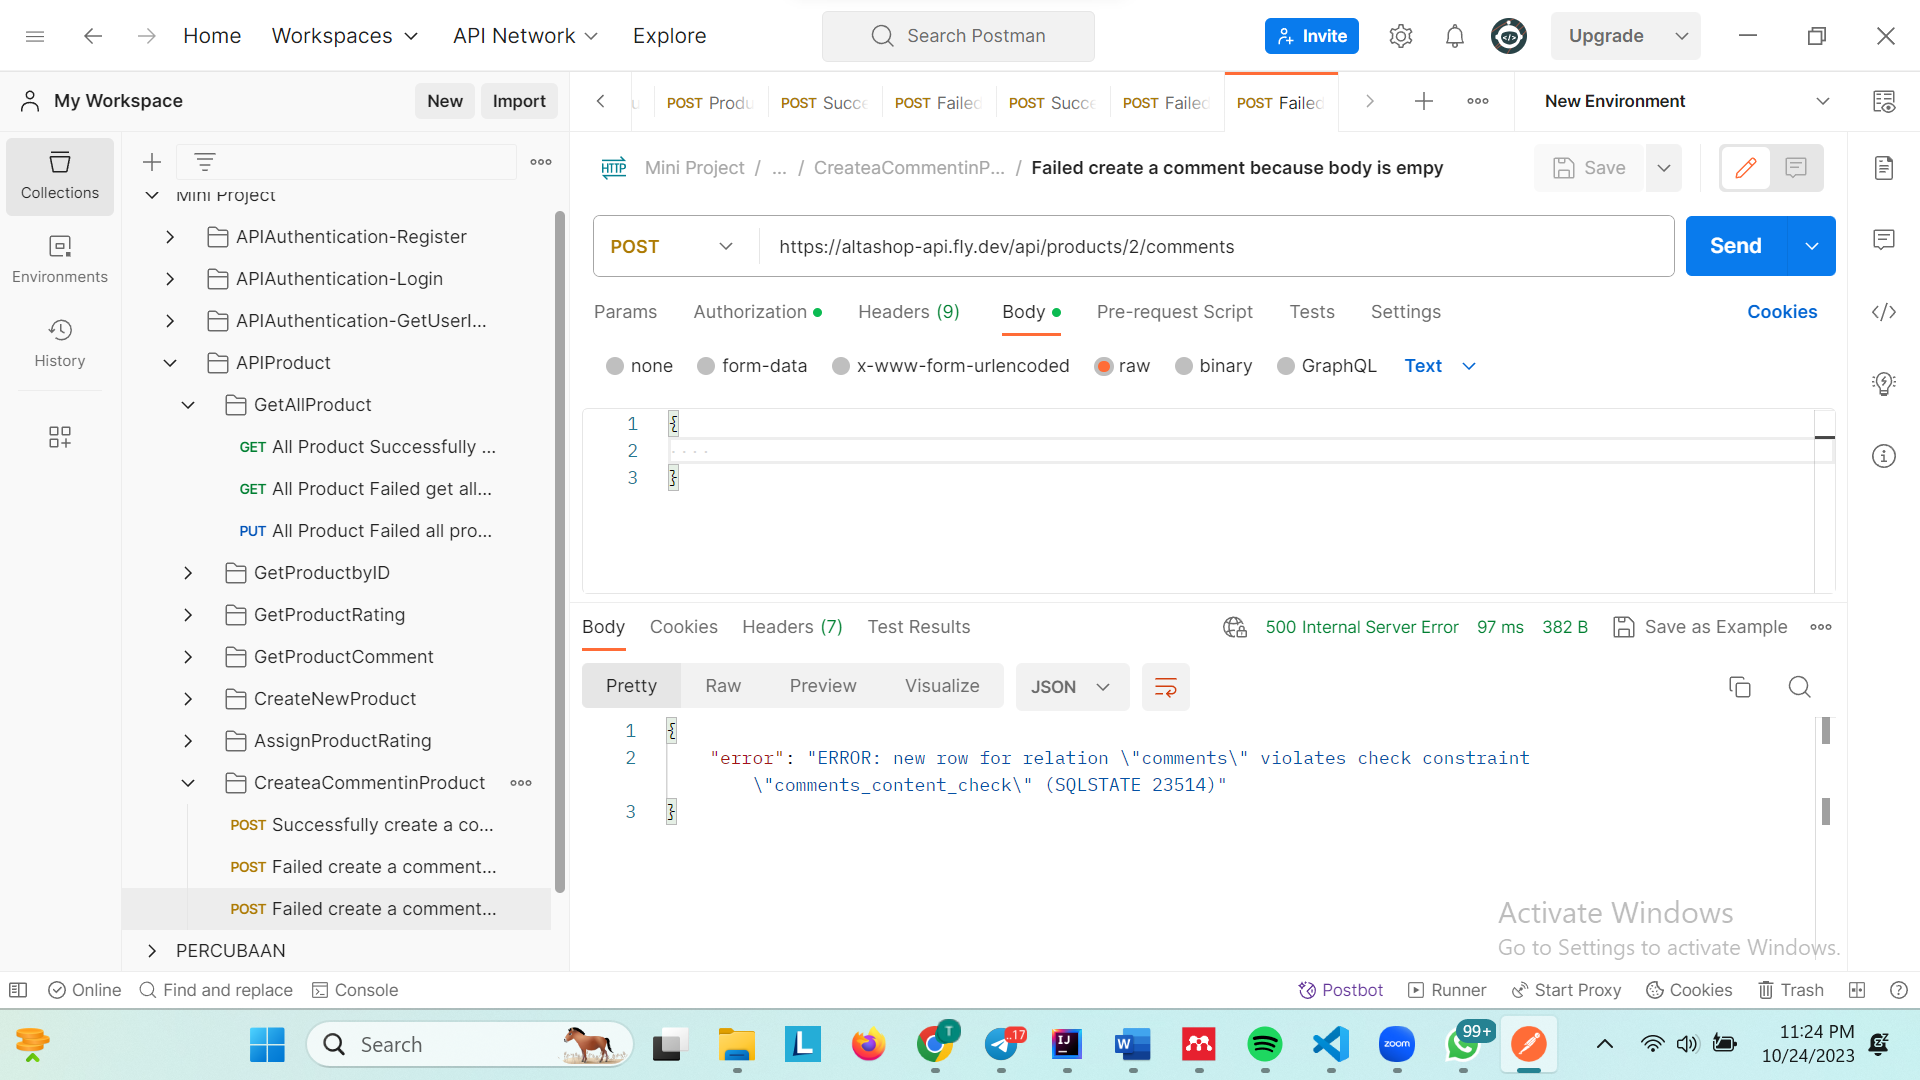 Home
Workspaces
API Network
Explore
Search Postman
Invite
Upgrade
My Workspace
New
Import
POST Produ
POST Succe
POST Failed
POST Succe
POST Failed
POST Failed
New Environment
Collections
Environments
History
Mini Project
APIAuthentication-Register
APIAuthentication-Login
APIAuthentication-GetUserI...
APIProduct
GetAllProduct
GET All Product Successfully ...
GET All Product Failed get all...
PUT All Product Failed all pro...
GetProductbyID
GetProductRating
GetProductComment
CreateNewProduct
AssignProductRating
CreateaCommentinProduct
POST Successfully create a co...
POST Failed create a comment...
POST Failed create a comment...
PERCUBAAN
HTTP Mini Project / ... / CreateaCommentinP... / Failed create a comment because body is empy
Save
POST
https://altashop-api.fly.dev/api/products/2/comments
Send
Params
Authorization
Headers (9)
Body
Pre-request Script
Tests
Settings
Cookies
none
form-data
x-www-form-urlencoded
raw
binary
GraphQL
Text
1 {
2 ....
3 }
Body
Cookies
Headers (7)
Test Results
500 Internal Server Error
97 ms
382 B
Save as Example
Pretty
Raw
Preview
Visualize
JSON
1 {
2 "error": "ERROR: new row for relation \"comments\" violates check constraint
\"comments_content_check\" (SQLSTATE 23514)"
3 }
Activate Windows
Go to Settings to activate Windows.
Online
Find and replace
Console
Postbot
Runner
Start Proxy
Cookies
Trash
Search
L
T
..17
IJ
W
zoom
99+
11:24 PM
10/24/2023